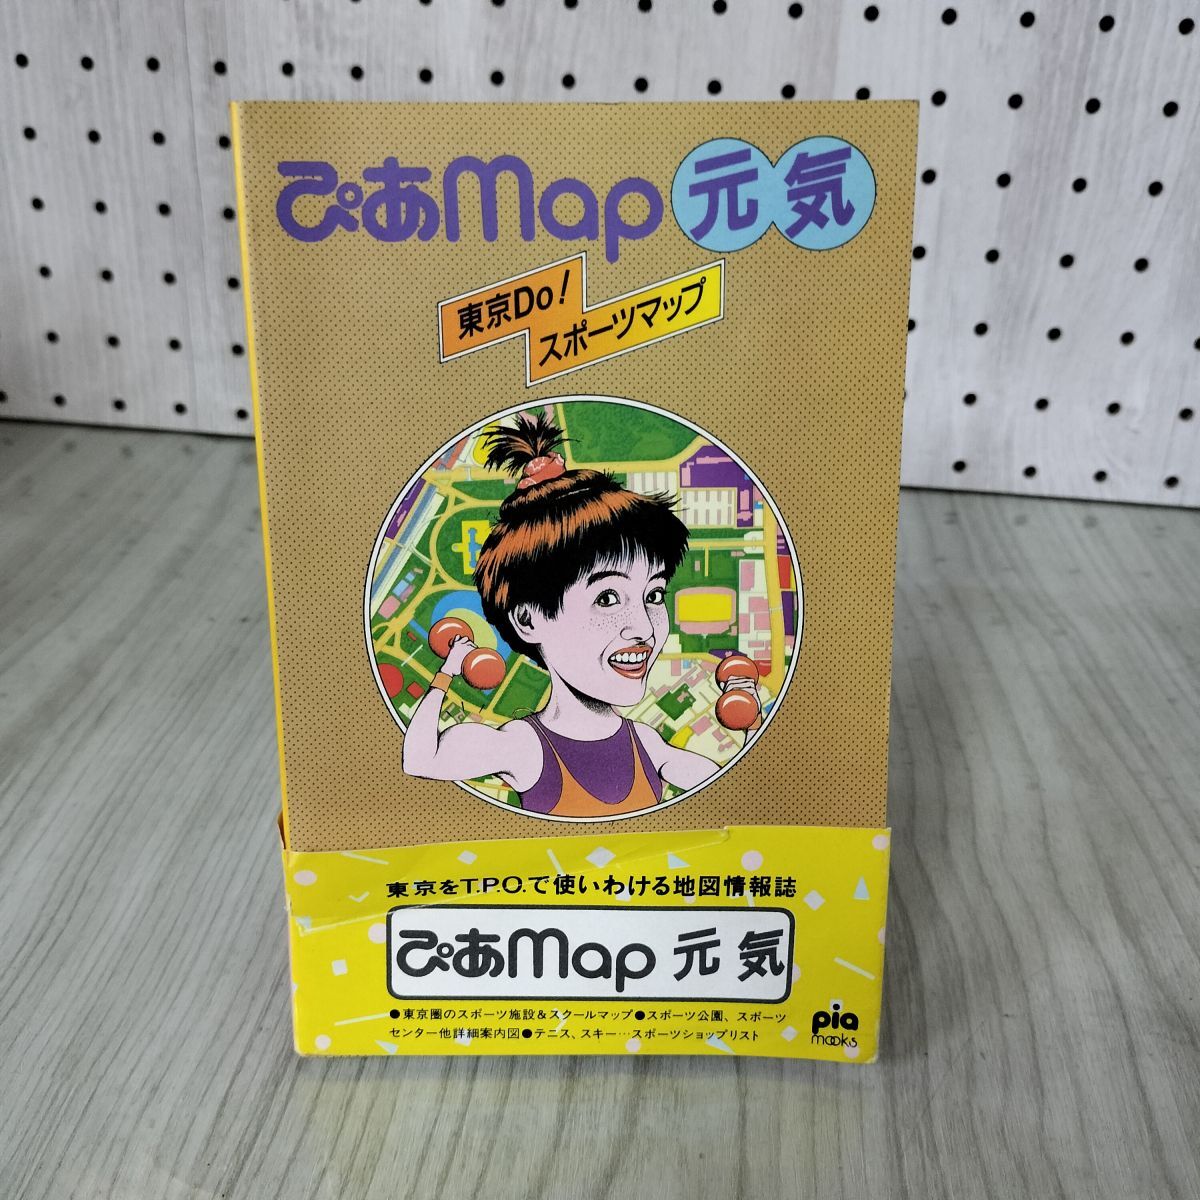 ぴあMap 元気
東京Do!
スポーツマップ
東京をT.P.O.で使いわける地図情報誌
ぴあMap 元気
●東京圏のスポーツ施設&スクールマップ●スポーツ公園、スポーツ
センター他詳細案内図●テニス、スキー…スポーツショップリスト
pia
mooks